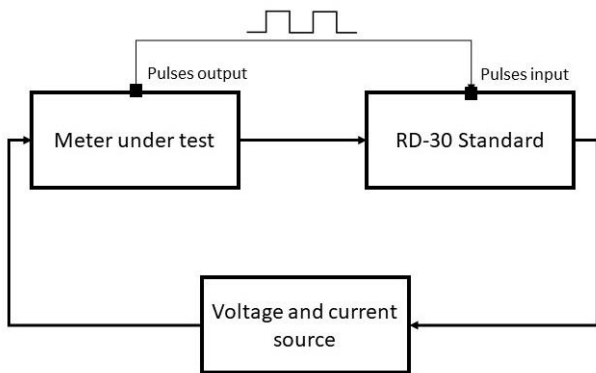 Pulses output
Pulses input
Meter under test
RD-30 Standard
Voltage and current
source